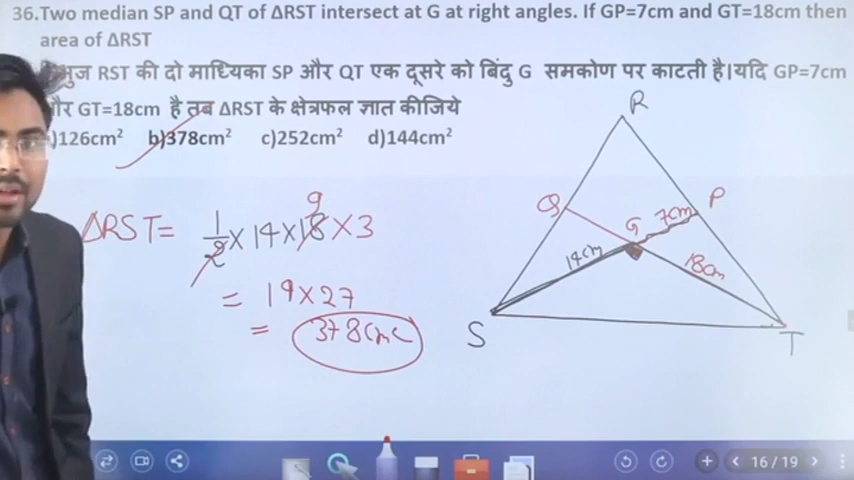 36.Two median SP and QT of ΔRST intersect at G at right angles. If GP=7cm and GT=18cm then
area of ΔRST
RST की दो माध्यिका SP और QT एक दूसरे को बिंदु G समकोण पर काटती है।यदि GP=7cm
GT=18cm है तब ΔRST के क्षेत्रफल ज्ञात कीजिये
)126cm² b)378cm² c)252cm² d)144cm²
R
Q
G
7cm
P
14cm
18cm
S
T
9
ΔRST= 1/2 × 14 × 18 × 3
= 14×27
= 378cm²
16/19